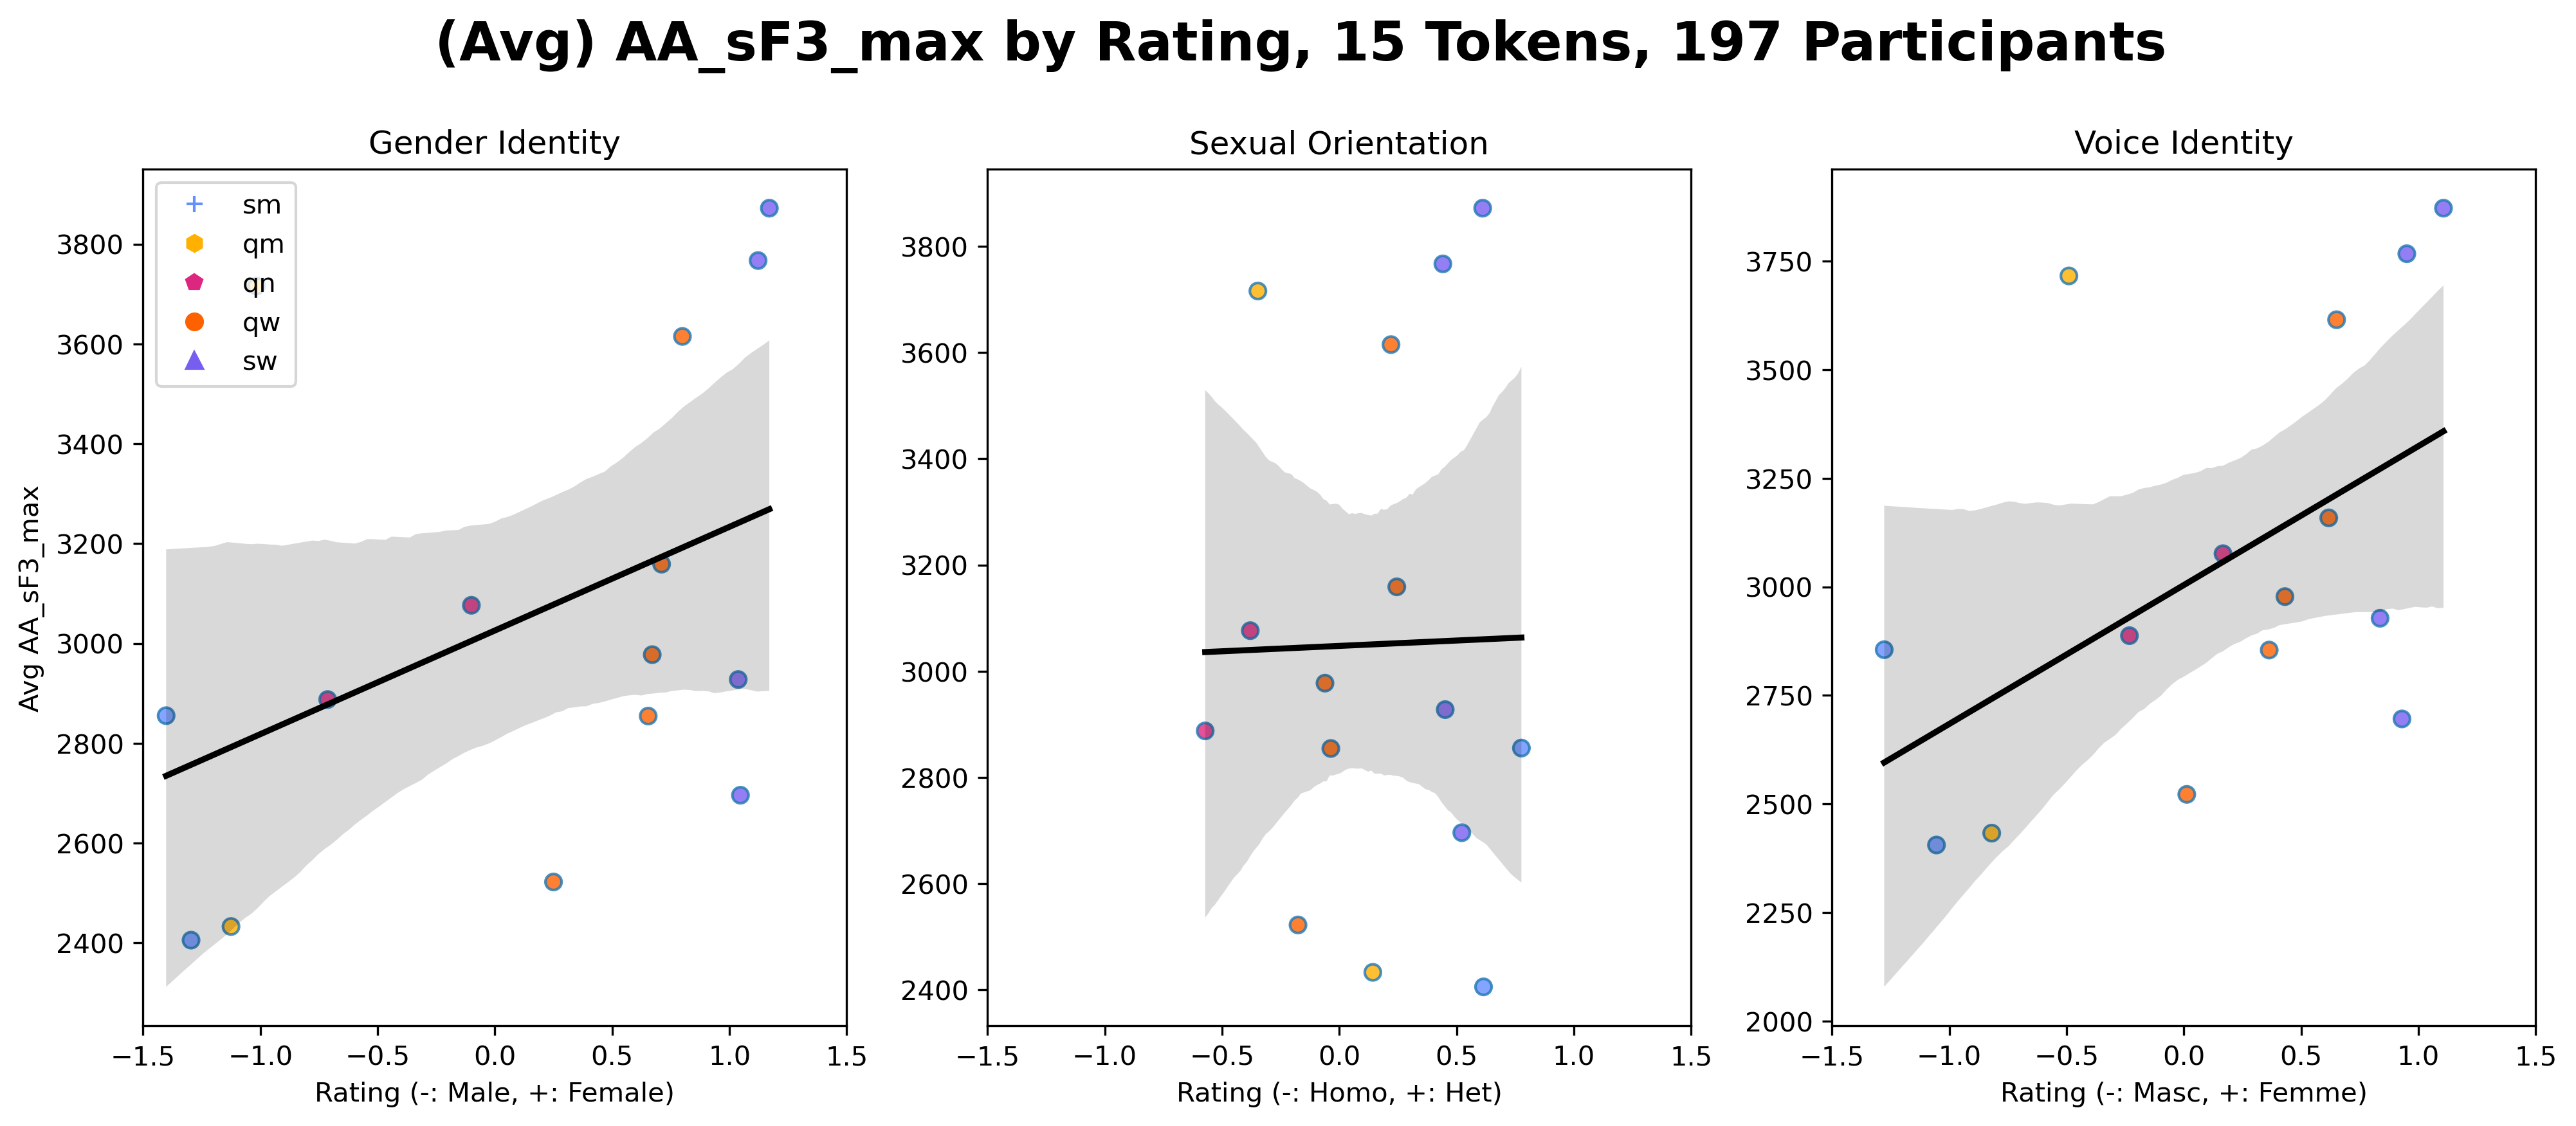 (Avg) AA_sF3_max by Rating, 15 Tokens, 197 Participants
Gender Identity
sm
qm
qn
qw
sw
3800
3600
3400
3200
3000
2800
2600
2400
Avg AA_sF3_max
−1.5 −1.0 −0.5 0.0 0.5 1.0 1.5
Rating (-: Male, +: Female)
Sexual Orientation
3800
3600
3400
3200
3000
2800
2600
2400
−1.5 −1.0 −0.5 0.0 0.5 1.0 1.5
Rating (-: Homo, +: Het)
Voice Identity
3750
3500
3250
3000
2750
2500
2250
2000
−1.5 −1.0 −0.5 0.0 0.5 1.0 1.5
Rating (-: Masc, +: Femme)